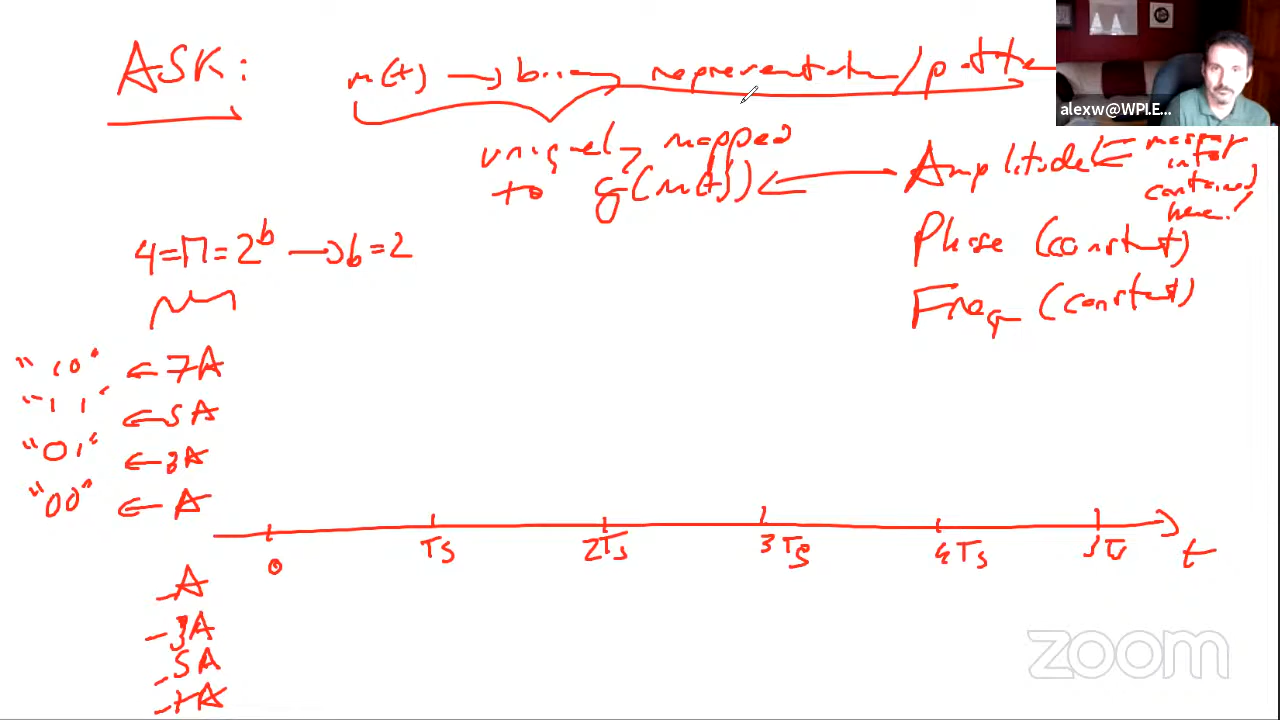 ASK:
m(t) → binary representation/pattern
uniquely mapped
to g(m(t)) ← Amplitude ← message
info
contained
here!
Phase (constant)
Freq (constant)
4=M=2^b → b=2
"10" ← 7A
"11" ← 5A
"01" ← 3A
"00" ← A
0 Ts 2Ts 3Ts 4Ts 5Ts t
-A
-3A
-5A
-7A
alexw@WPI.E...
zoom